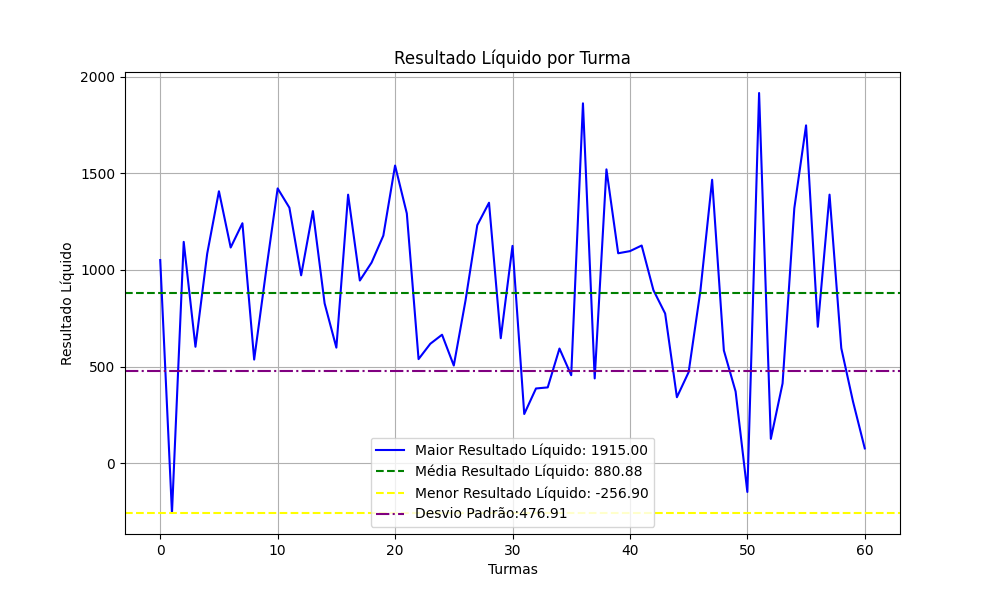 Resultado Líquido por Turma
2000
1500
1000
500
0
Resultado Líquido
Maior Resultado Líquido: 1915.00
Média Resultado Líquido: 880.88
Menor Resultado Líquido: -256.90
Desvio Padrão:476.91
0 10 20 30 40 50 60
Turmas